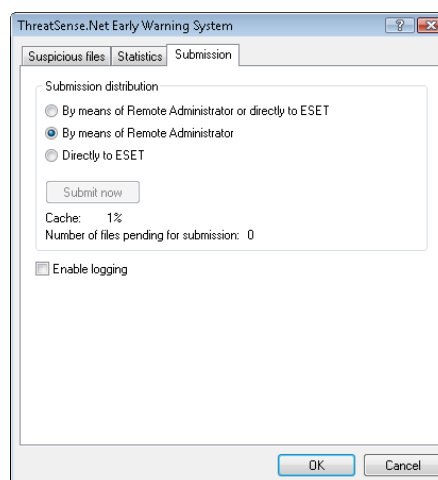 ThreatSense.Net Early Warning System
Suspicious files Statistics Submission
Submission distribution
By means of Remote Administrator or directly to ESET
By means of Remote Administrator
Directly to ESET
Submit now
Cache: 1%
Number of files pending for submission: 0
Enable logging
OK Cancel